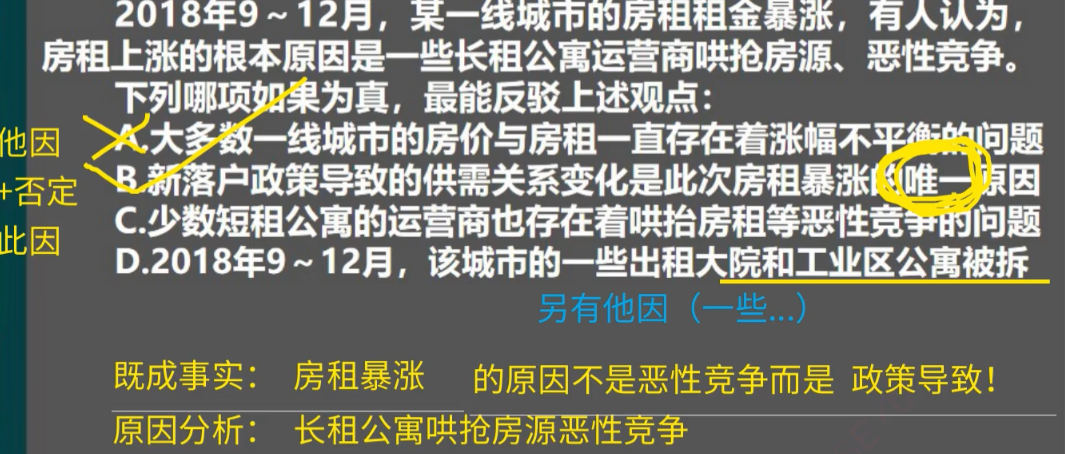 2018年9～12月，某一线城市的房租租金暴涨，有人认为，
房租上涨的根本原因是一些长租公寓运营商哄抢房源、恶性竞争。
下列哪项如果为真，最能反驳上述观点：
A.大多数一线城市的房价与房租一直存在着涨幅不平衡的问题
B.新落户政策导致的供需关系变化是此次房租暴涨的唯一原因
C.少数短租公寓的运营商也存在着哄抬房租等恶性竞争的问题
D.2018年9～12月，该城市的一些出租大院和工业区公寓被拆
他因
+否定
此因
另有他因（一些...）
既成事实： 房租暴涨 的原因不是恶性竞争而是 政策导致！
原因分析： 长租公寓哄抢房源恶性竞争